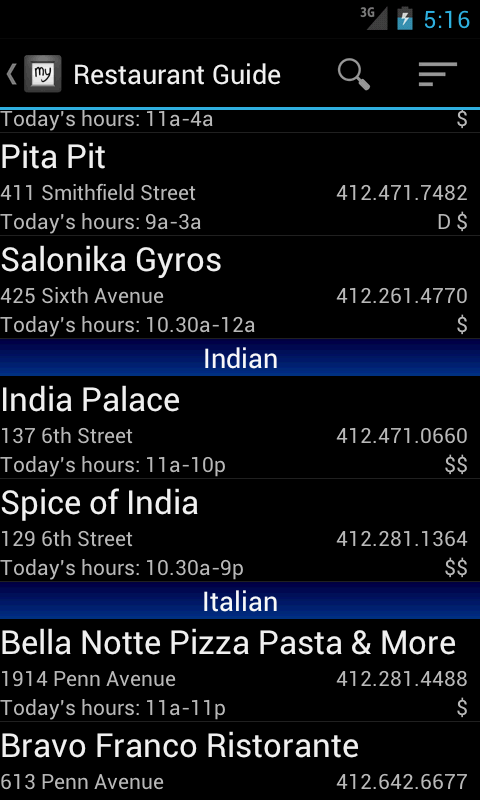 3G 5:16
my Restaurant Guide
Today's hours: 11a-4a $
Pita Pit
411 Smithfield Street 412.471.7482
Today's hours: 9a-3a D $
Salonika Gyros
425 Sixth Avenue 412.261.4770
Today's hours: 10.30a-12a $
Indian
India Palace
137 6th Street 412.471.0660
Today's hours: 11a-10p $$
Spice of India
129 6th Street 412.281.1364
Today's hours: 10.30a-9p $$
Italian
Bella Notte Pizza Pasta & More
1914 Penn Avenue 412.281.4488
Today's hours: 11a-11p $
Bravo Franco Ristorante
613 Penn Avenue 412.642.6677